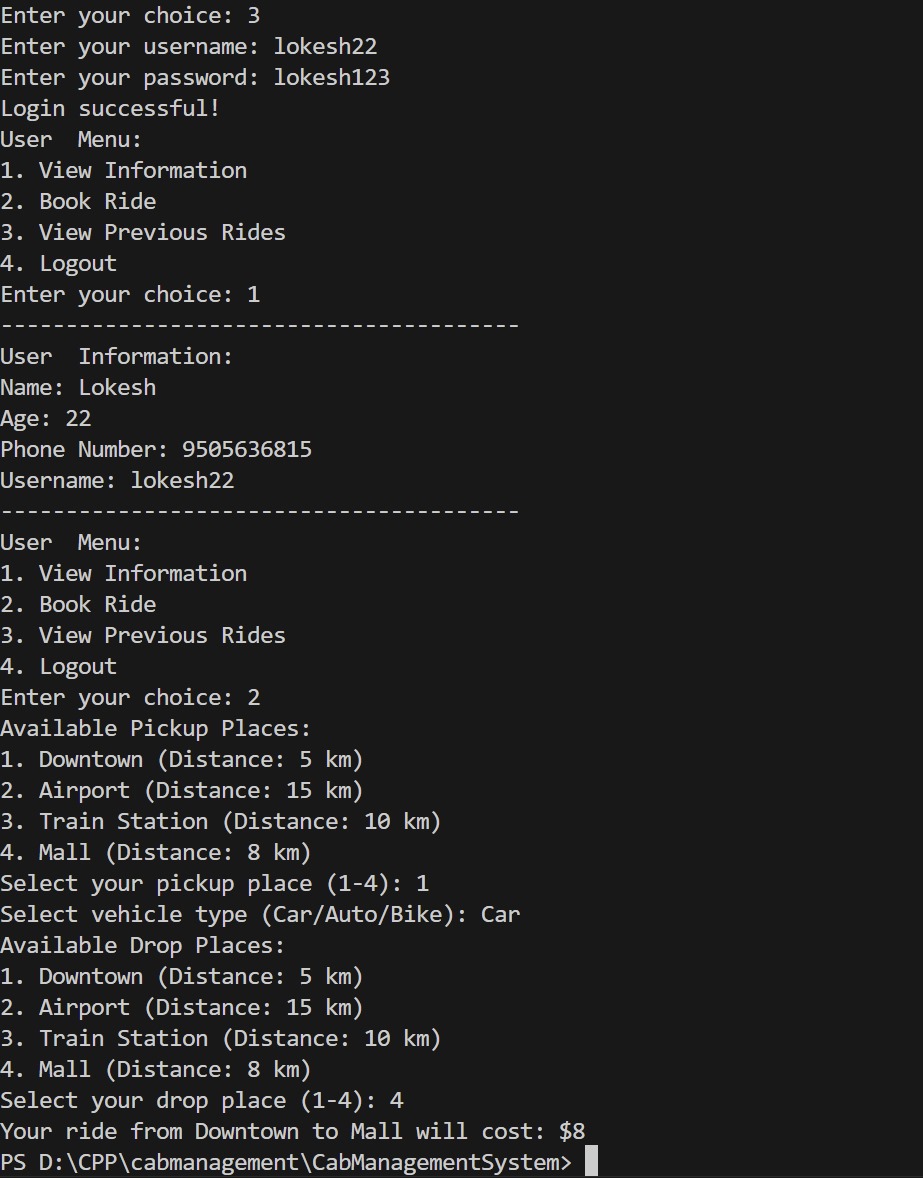 Enter your choice: 3
Enter your username: lokesh22
Enter your password: lokesh123
Login successful!
User  Menu:
1. View Information
2. Book Ride
3. View Previous Rides
4. Logout
Enter your choice: 1
----------------------------------------
User  Information:
Name: Lokesh
Age: 22
Phone Number: 9505636815
Username: lokesh22
----------------------------------------
User  Menu:
1. View Information
2. Book Ride
3. View Previous Rides
4. Logout
Enter your choice: 2
Available Pickup Places:
1. Downtown (Distance: 5 km)
2. Airport (Distance: 15 km)
3. Train Station (Distance: 10 km)
4. Mall (Distance: 8 km)
Select your pickup place (1-4): 1
Select vehicle type (Car/Auto/Bike): Car
Available Drop Places:
1. Downtown (Distance: 5 km)
2. Airport (Distance: 15 km)
3. Train Station (Distance: 10 km)
4. Mall (Distance: 8 km)
Select your drop place (1-4): 4
Your ride from Downtown to Mall will cost: $8
PS D:\CPP\cabmanagement\CabManagementSystem>